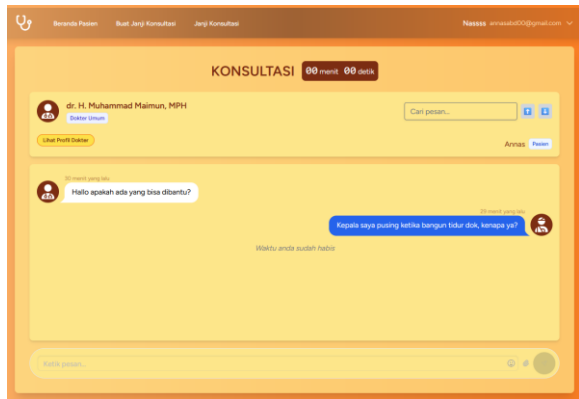 Beranda Pasien Buat Janji Konsultasi Janji Konsultasi Nassss annasabd00@gmail.com
KONSULTASI 00 menit 00 detik
dr. H. Muhammad Maimun, MPH
Dokter Umum
Cari pesan...
Lihat Profil Dokter
Annas Pasien
30 menit yang lalu
Hallo apakah ada yang bisa dibantu?
29 menit yang lalu
Kepala saya pusing ketika bangun tidur dok, kenapa ya?
Waktu anda sudah habis
Ketik pesan...